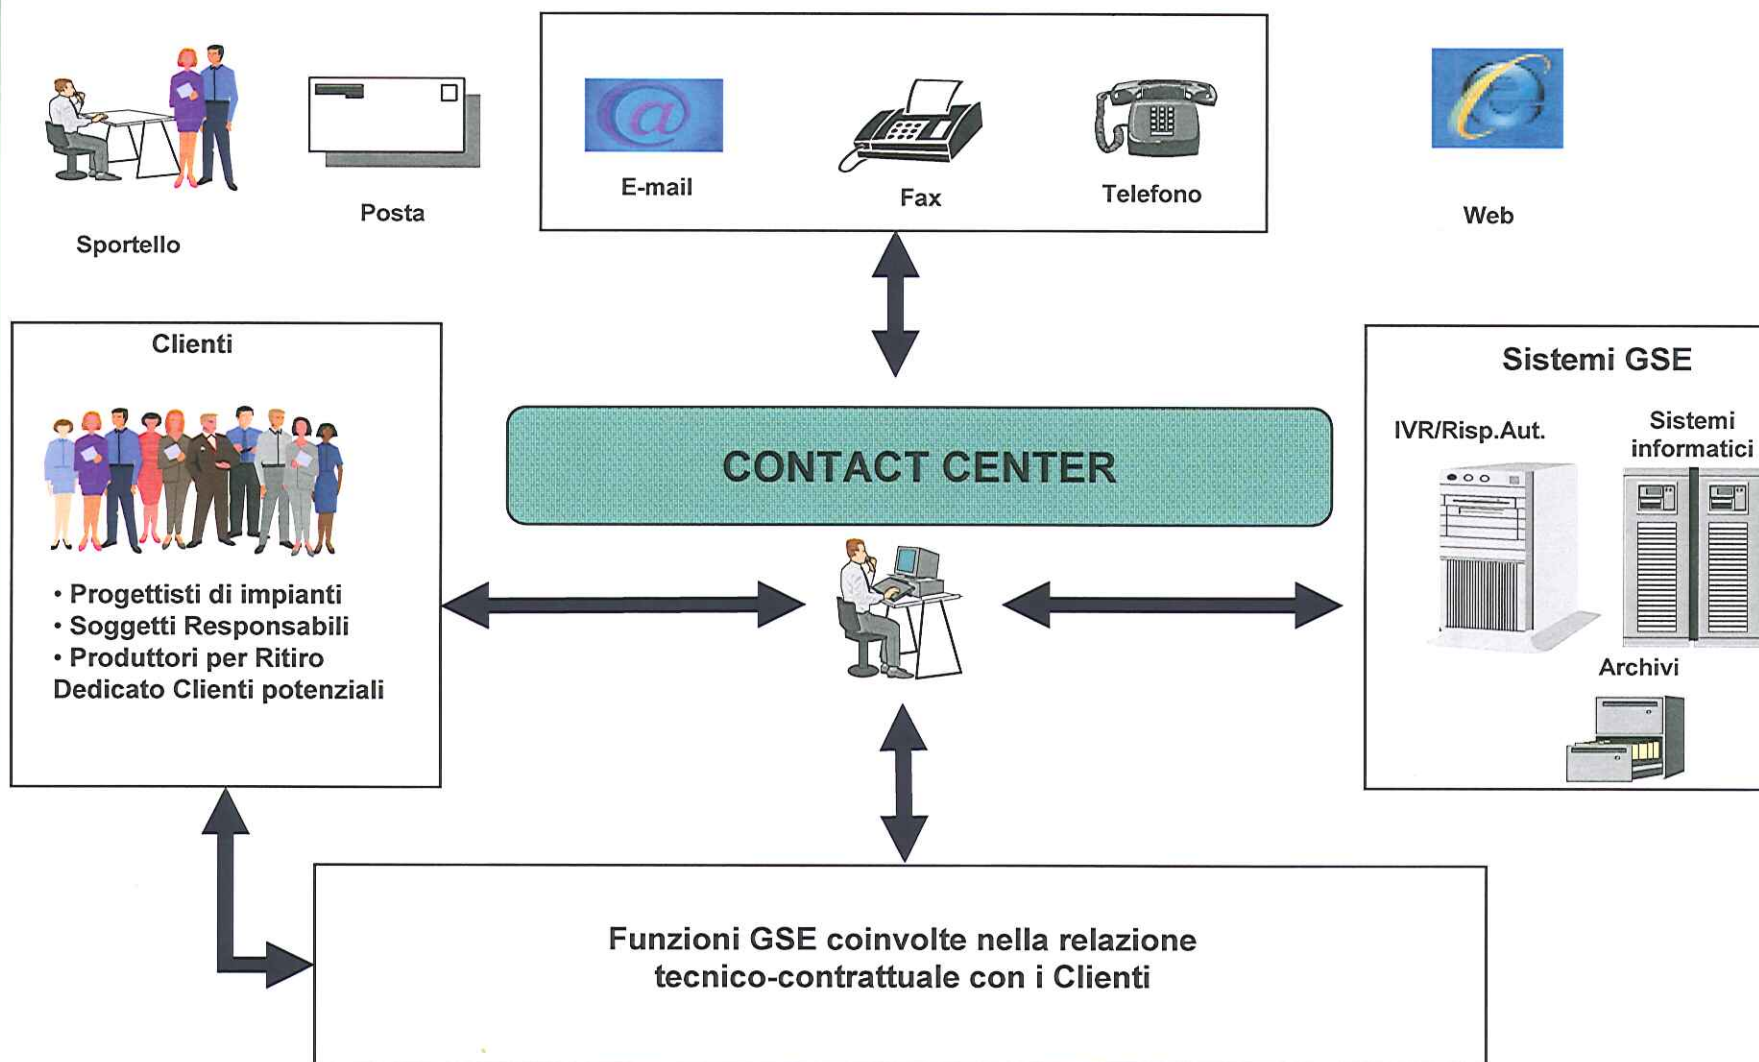 Sportello
Posta
E-mail
Fax
Telefono
Web
Clienti
• Progettisti di impianti
• Soggetti Responsabili
• Produttori per Ritiro
Dedicato Clienti potenziali
CONTACT CENTER
Sistemi GSE
IVR/Risp.Aut.
Sistemi
informatici
Archivi
Funzioni GSE coinvolte nella relazione
tecnico-contrattuale con i Clienti